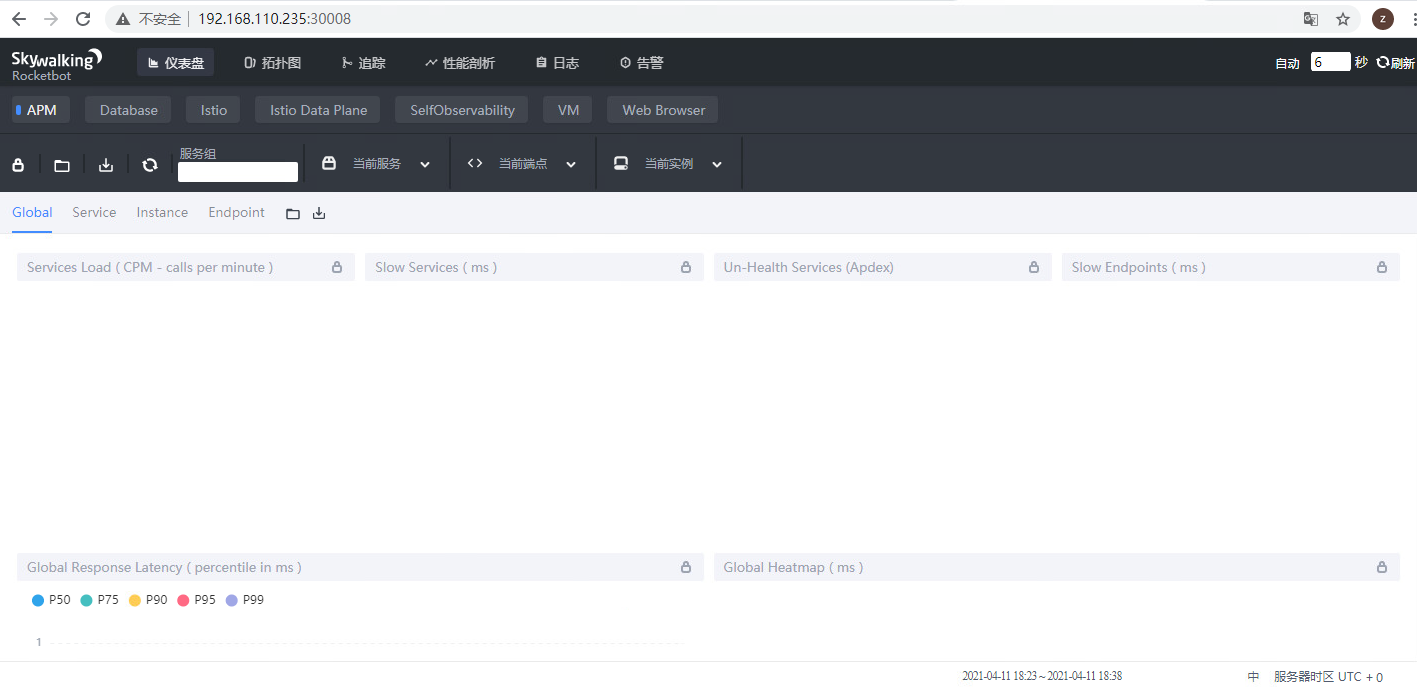 不安全 192.168.110.235:30008
z
Skywalking
Rocketbot
仪表盘 拓扑图 追踪 性能剖析 日志 告警
自动 6 秒 刷新
APM Database Istio Istio Data Plane SelfObservability VM Web Browser
服务组
当前服务 当前端点 当前实例
Global Service Instance Endpoint
Services Load ( CPM - calls per minute ) Slow Services ( ms ) Un-Health Services (Apdex) Slow Endpoints ( ms )
Global Response Latency ( percentile in ms ) Global Heatmap ( ms )
P50 P75 P90 P95 P99
1
2021-04-11 18:23 ~ 2021-04-11 18:38 中 服务器时区 UTC + 0